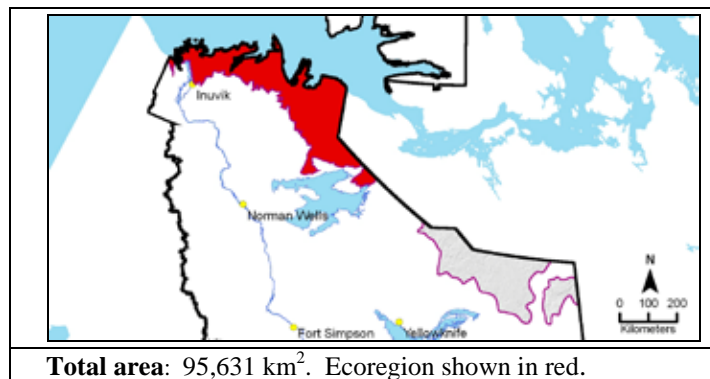 Inuvik
Norman Wells
N
0 100 200
Kilometers
Fort Simpson
Yellowknife
Total area: 95,631 km². Ecoregion shown in red.